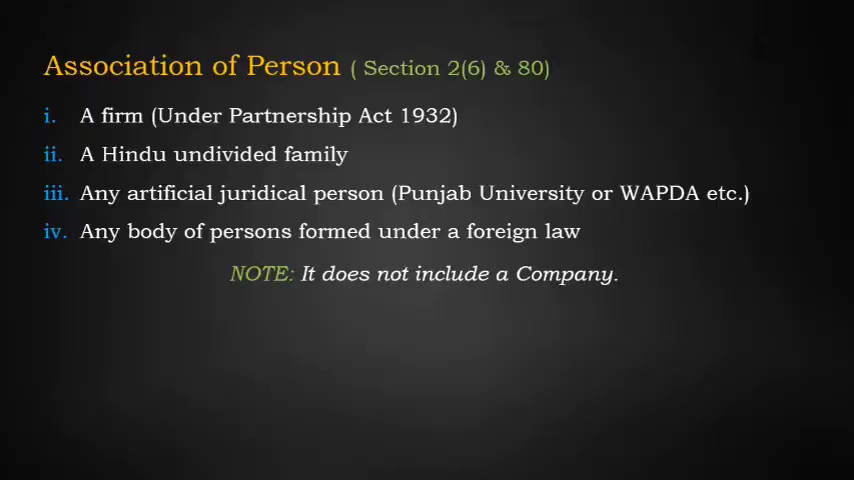 Association of Person ( Section 2(6) & 80)
i. A firm (Under Partnership Act 1932)
ii. A Hindu undivided family
iii. Any artificial juridical person (Punjab University or WAPDA etc.)
iv. Any body of persons formed under a foreign law
NOTE: It does not include a Company.